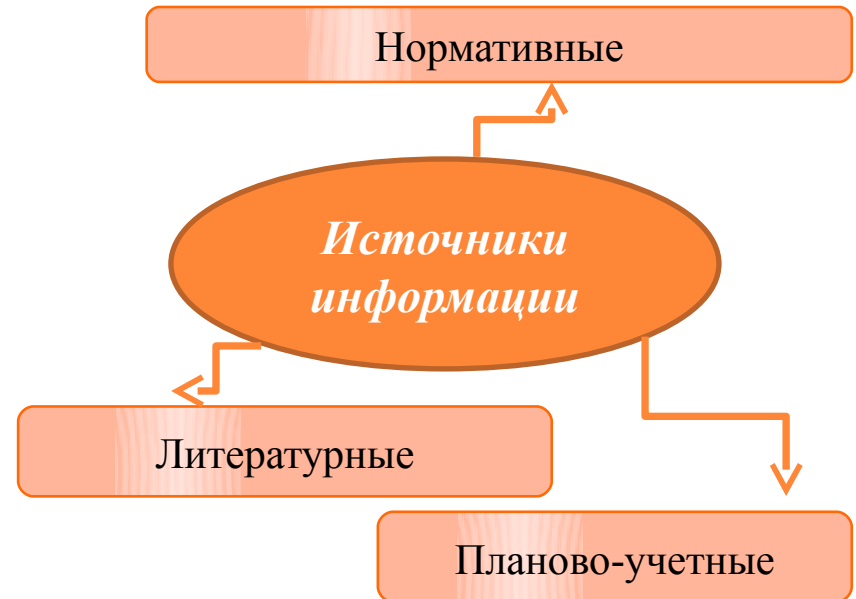 Нормативные
Источники
информации
Литературные
Планово-учетные